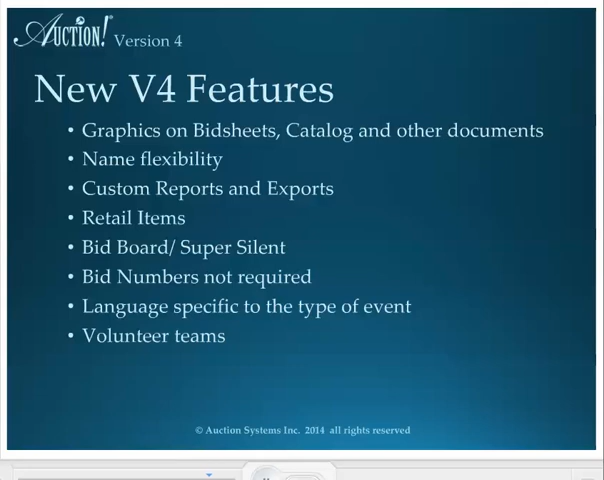 Auction! Version 4
New V4 Features
• Graphics on Bidsheets, Catalog and other documents
• Name flexibility
• Custom Reports and Exports
• Retail Items
• Bid Board/ Super Silent
• Bid Numbers not required
• Language specific to the type of event
• Volunteer teams
© Auction Systems Inc. 2014 all rights reserved